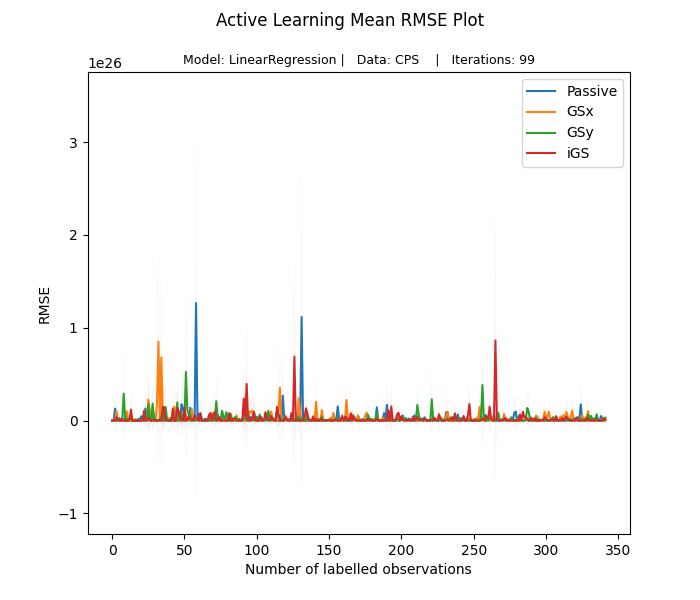 Active Learning Mean RMSE Plot
Model: LinearRegression | Data: CPS | Iterations: 99
1e26
Passive
GSx
GSy
iGS
3
2
1
0
−1
RMSE
0 50 100 150 200 250 300 350
Number of labelled observations